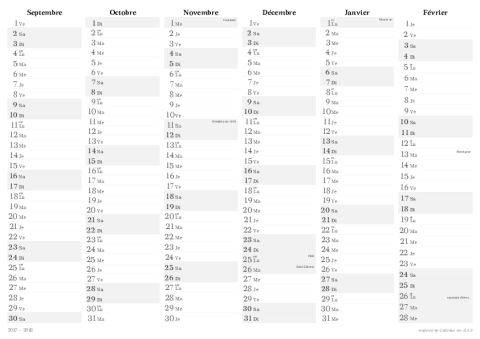 Septembre
1 Ve
2 Sa
3 Di
4 Lu
5 Ma
6 Me
7 Je
8 Ve
9 Sa
10 Di
11 Lu
12 Ma
13 Me
14 Je
15 Ve
16 Sa
17 Di
18 Lu
19 Ma
20 Me
21 Je
22 Ve
23 Sa
24 Di
25 Lu
26 Ma
27 Me
28 Je
29 Ve
30 Sa
Octobre
1 Di
2 Lu
3 Ma
4 Me
5 Je
6 Ve
7 Sa
8 Di
9 Lu
10 Ma
11 Me
12 Je
13 Ve
14 Sa
15 Di
16 Lu
17 Ma
18 Me
19 Je
20 Ve
21 Sa
22 Di
23 Lu
24 Ma
25 Me
26 Je
27 Ve
28 Sa
29 Di
30 Lu
31 Ma
Novembre
1 Me Toussaint
2 Je
3 Ve
4 Sa
5 Di
6 Lu
7 Ma
8 Me
9 Je
10 Ve
11 Sa Armistice de 1918
12 Di
13 Lu
14 Ma
15 Me
16 Je
17 Ve
18 Sa
19 Di
20 Lu
21 Ma
22 Me
23 Je
24 Ve
25 Sa
26 Di
27 Lu
28 Ma
29 Me
30 Je
Décembre
1 Ve
2 Sa
3 Di
4 Lu
5 Ma
6 Me
7 Je
8 Ve
9 Sa
10 Di
11 Lu
12 Ma
13 Me
14 Je
15 Ve
16 Sa
17 Di
18 Lu
19 Ma
20 Me
21 Je
22 Ve
23 Sa
24 Di
25 Lu Noël
26 Ma Saint Étienne
27 Me
28 Je
29 Ve
30 Sa
31 Di
Janvier
1 Lu Nouvel An
2 Ma
3 Me
4 Je
5 Ve
6 Sa
7 Di
8 Lu
9 Ma
10 Me
11 Je
12 Ve
13 Sa
14 Di
15 Lu
16 Ma
17 Me
18 Je
19 Ve
20 Sa
21 Di
22 Lu
23 Ma
24 Me
25 Je
26 Ve
27 Sa
28 Di
29 Lu
30 Ma
31 Me
Février
1 Je
2 Ve
3 Sa
4 Di
5 Lu
6 Ma
7 Me
8 Je
9 Ve
10 Sa
11 Di
12 Lu
13 Ma Mardi gras
14 Me
15 Je
16 Ve
17 Sa
18 Di
19 Lu
20 Ma
21 Me
22 Je
23 Ve
24 Sa
25 Di
26 Lu
27 Ma
28 Me
2017 - 2018